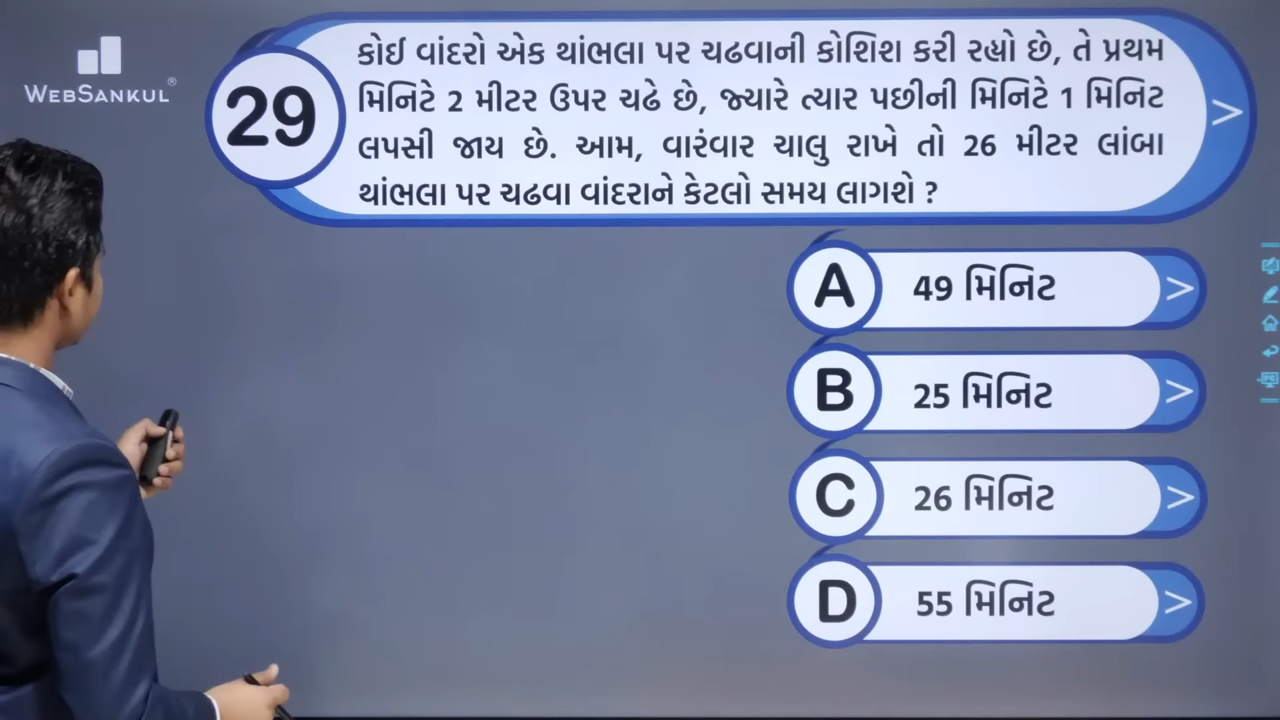 WEBSANKUL®
29
કોઈ વાંદરો એક થાંભલા પર ચઢવાની કોશિશ કરી રહ્યો છે, તે પ્રથમ
મિનિટે 2 મીટર ઉપર ચઢે છે, જ્યારે ત્યાર પછીની મિનિટે 1 મિનિટ
લપસી જાય છે. આમ, વારંવાર ચાલુ રાખે તો 26 મીટર લાંબા
થાંભલા પર ચઢવા વાંદરાને કેટલો સમય લાગશે ?
A 49 મિનિટ
B 25 મિનિટ
C 26 મિનિટ
D 55 મિનિટ